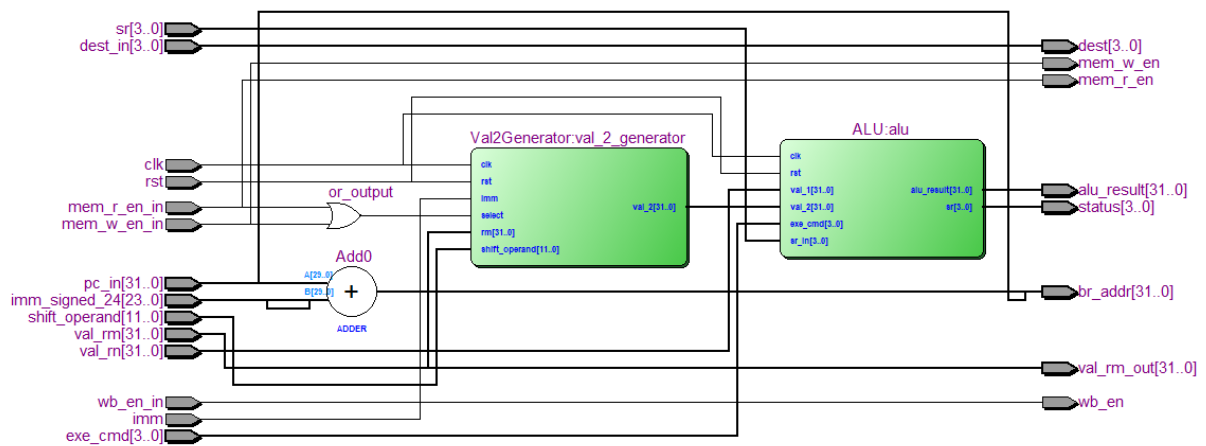 sr[3..0]
dest_in[3..0]
dest[3..0]
mem_w_en
mem_r_en
clk
rst
mem_r_en_in
mem_w_en_in
or_output
Val2Generator:val_2_generator
clk
rst
imm
select
rm[31..0]
shift_operand[11..0]
val_2[31..0]
ALU:alu
clk
rst
val_1[31..0]
val_2[31..0]
exe_cmd[3..0]
sr_in[3..0]
alu_result[31..0]
sr[3..0]
alu_result[31..0]
status[3..0]
pc_in[31..0]
imm_signed_24[23..0]
shift_operand[11..0]
val_rm[31..0]
val_rn[31..0]
Add0
A[29..0]
B[29..0]
+
ADDER
br_addr[31..0]
val_rm_out[31..0]
wb_en_in
imm
exe_cmd[3..0]
wb_en